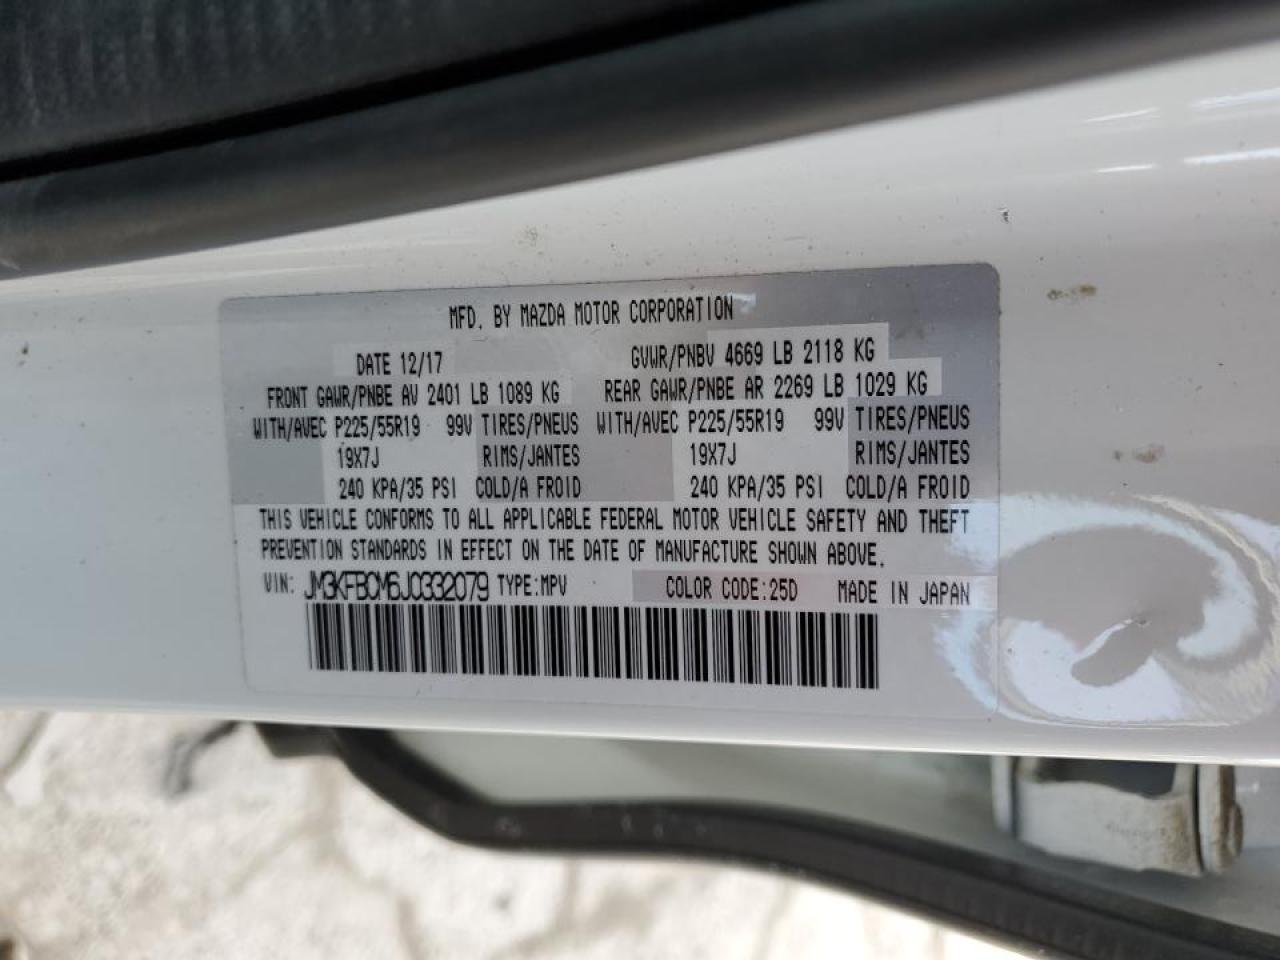 MFD. BY MAZDA MOTOR CORPORATION
DATE 12/17 GVWR/PNBV 4669 LB 2118 KG
FRONT GAWR/PNBE AV 2401 LB 1089 KG REAR GAWR/PNBE AR 2269 LB 1029 KG
WITH/AVEC P225/55R19 99V TIRES/PNEUS WITH/AVEC P225/55R19 99V TIRES/PNEUS
19X7J RIMS/JANTES 19X7J RIMS/JANTES
240 KPA/35 PSI COLD/A FROID 240 KPA/35 PSI COLD/A FROID
THIS VEHICLE CONFORMS TO ALL APPLICABLE FEDERAL MOTOR VEHICLE SAFETY AND THEFT
PREVENTION STANDARDS IN EFFECT ON THE DATE OF MANUFACTURE SHOWN ABOVE.
VIN: JM3KFBCM6J0332079 TYPE:MPV COLOR CODE:25D MADE IN JAPAN